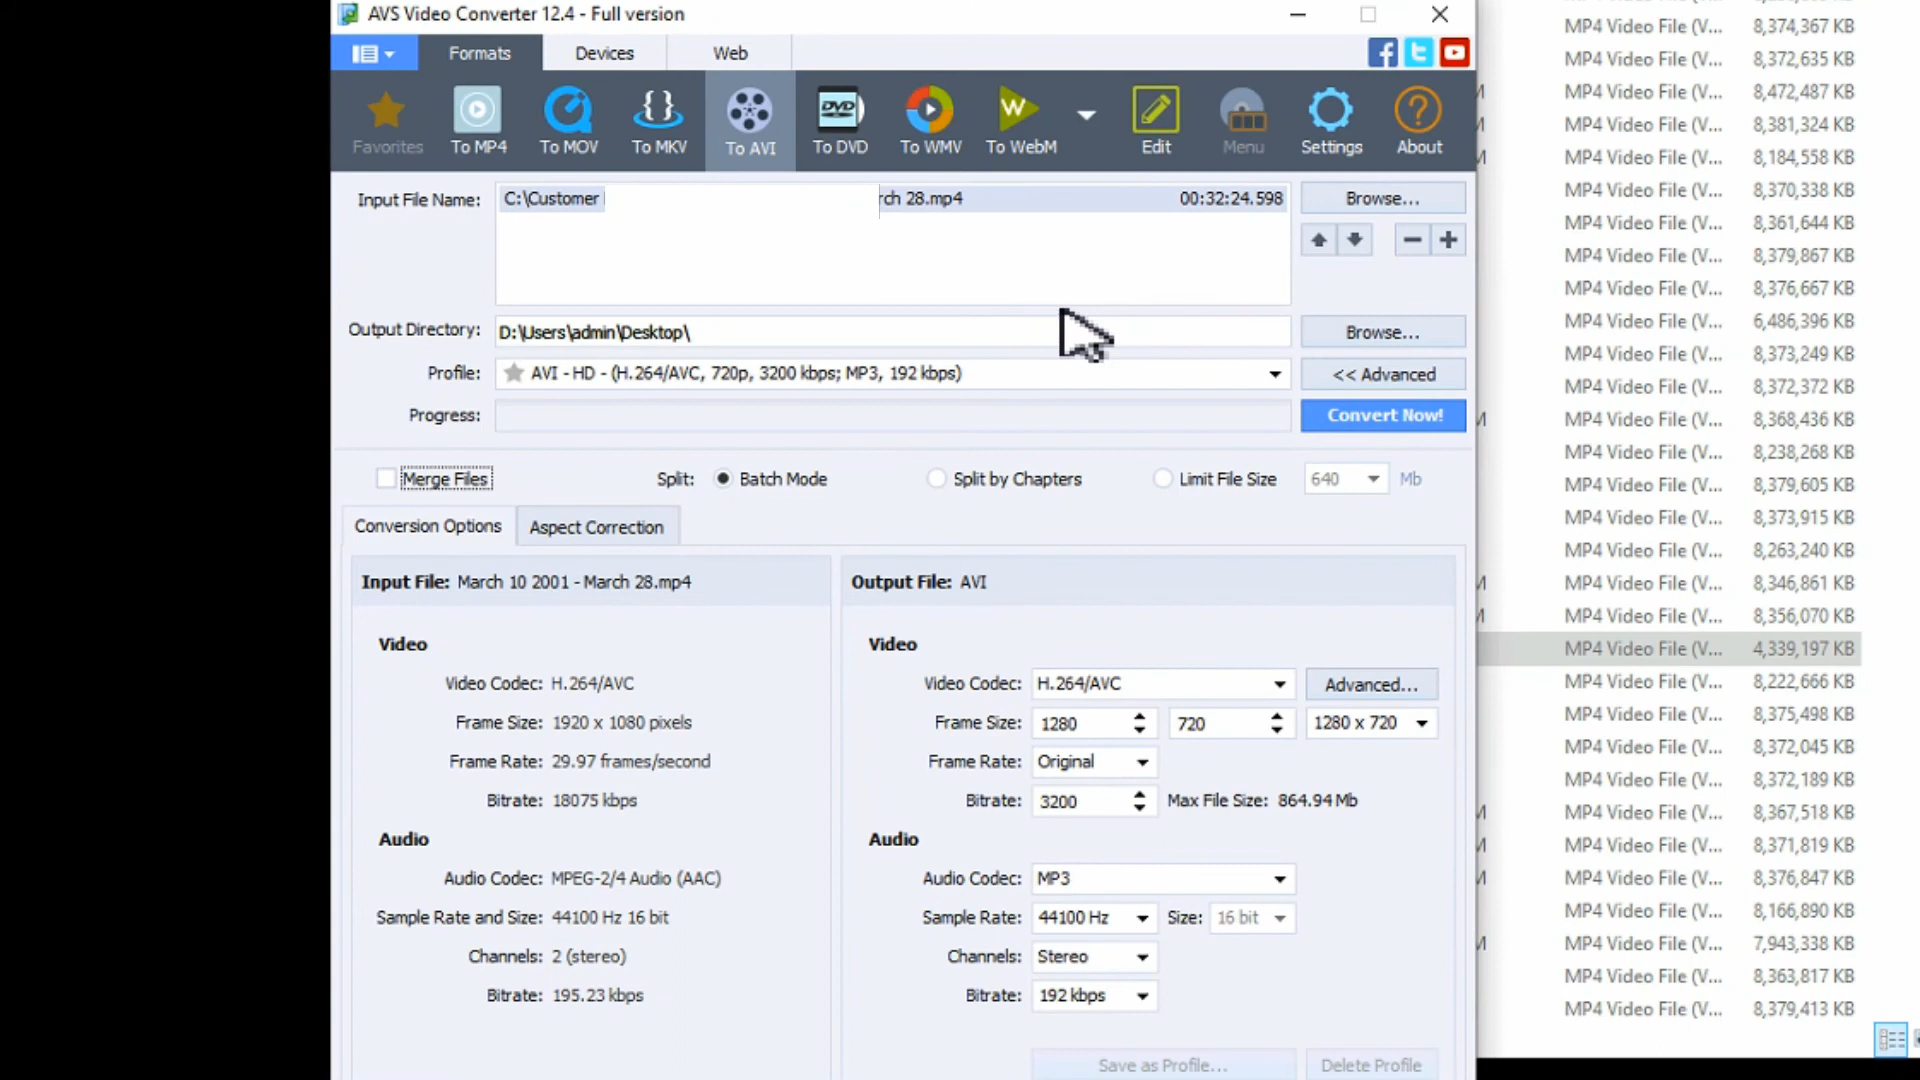 AVS Video Converter 12.4 - Full version
Formats
Devices
Web
Favorites
To MP4
To MOV
To MKV
To AVI
DVD
To DVD
To WMV
W
To WebM
Edit
Menu
Settings
About
Input File Name:
C:\Customer
rch 28.mp4
00:32:24.598
Browse...
Output Directory:
D:\Users\admin\Desktop\
Browse...
Profile:
AVI - HD - (H.264/AVC, 720p, 3200 kbps; MP3, 192 kbps)
<< Advanced
Progress:
Convert Now!
Merge Files
Split:
Batch Mode
Split by Chapters
Limit File Size
640
Mb
Conversion Options
Aspect Correction
Input File: March 10 2001 - March 28.mp4
Video
Video Codec: H.264/AVC
Frame Size: 1920 x 1080 pixels
Frame Rate: 29.97 frames/second
Bitrate: 18075 kbps
Audio
Audio Codec: MPEG-2/4 Audio (AAC)
Sample Rate and Size: 44100 Hz 16 bit
Channels: 2 (stereo)
Bitrate: 195.23 kbps
Output File: AVI
Video
Video Codec: H.264/AVC
Advanced...
Frame Size: 1280 720 1280 x 720
Frame Rate: Original
Bitrate: 3200 Max File Size: 864.94 Mb
Audio
Audio Codec: MP3
Sample Rate: 44100 Hz Size: 16 bit
Channels: Stereo
Bitrate: 192 kbps
Save as Profile...
Delete Profile
MP4 Video File (V... 8,374,367 KB
MP4 Video File (V... 8,372,635 KB
MP4 Video File (V... 8,472,487 KB
MP4 Video File (V... 8,381,324 KB
MP4 Video File (V... 8,184,558 KB
MP4 Video File (V... 8,370,338 KB
MP4 Video File (V... 8,361,644 KB
MP4 Video File (V... 8,379,867 KB
MP4 Video File (V... 8,376,667 KB
MP4 Video File (V... 6,486,396 KB
MP4 Video File (V... 8,373,249 KB
MP4 Video File (V... 8,372,372 KB
MP4 Video File (V... 8,368,436 KB
MP4 Video File (V... 8,238,268 KB
MP4 Video File (V... 8,379,605 KB
MP4 Video File (V... 8,373,915 KB
MP4 Video File (V... 8,263,240 KB
MP4 Video File (V... 8,346,861 KB
MP4 Video File (V... 8,356,070 KB
MP4 Video File (V... 4,339,197 KB
MP4 Video File (V... 8,222,666 KB
MP4 Video File (V... 8,375,498 KB
MP4 Video File (V... 8,372,045 KB
MP4 Video File (V... 8,372,189 KB
MP4 Video File (V... 8,367,518 KB
MP4 Video File (V... 8,371,819 KB
MP4 Video File (V... 8,376,847 KB
MP4 Video File (V... 8,166,890 KB
MP4 Video File (V... 7,943,338 KB
MP4 Video File (V... 8,363,817 KB
MP4 Video File (V... 8,379,413 KB